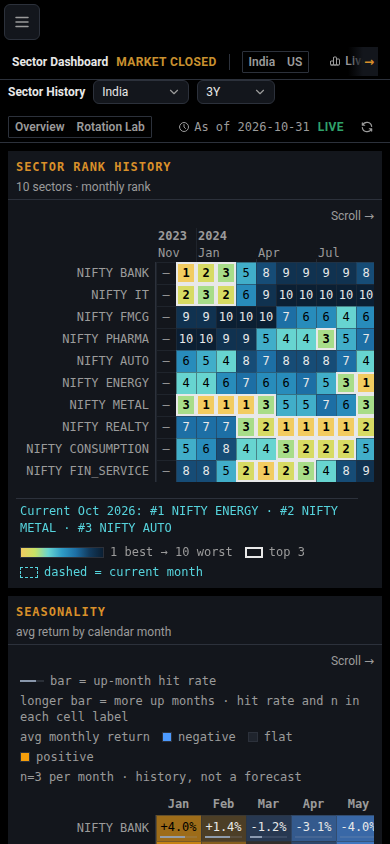 Sector Dashboard MARKET CLOSED India US Liv →
Sector History India 3Y
Overview Rotation Lab As of 2026-10-31 LIVE
SECTOR RANK HISTORY
10 sectors · monthly rank
Scroll →
2023 2024
Nov Jan Apr Jul
NIFTY BANK – 1 2 3 5 8 9 9 9 9 8
NIFTY IT – 2 3 2 6 9 10 10 10 10 10
NIFTY FMCG – 9 9 10 10 10 7 6 6 4 6
NIFTY PHARMA – 10 10 9 9 5 4 4 3 5 7
NIFTY AUTO – 6 5 4 8 7 8 8 8 7 4
NIFTY ENERGY – 4 4 6 7 6 6 7 5 3 1
NIFTY METAL – 3 1 1 1 3 5 5 7 6 3
NIFTY REALTY – 7 7 7 3 2 1 1 1 1 2
NIFTY CONSUMPTION – 5 6 8 4 4 3 2 2 2 5
NIFTY FIN_SERVICE – 8 8 5 2 1 2 3 4 8 9
Current Oct 2026: #1 NIFTY ENERGY · #2 NIFTY
METAL · #3 NIFTY AUTO
1 best → 10 worst top 3
dashed = current month
SEASONALITY
avg return by calendar month
Scroll →
bar = up-month hit rate
longer bar = more up months · hit rate and n in
each cell label
avg monthly return negative flat
positive
n=3 per month · history, not a forecast
Jan Feb Mar Apr May
NIFTY BANK +4.0% +1.4% -1.2% -3.1% -4.0%